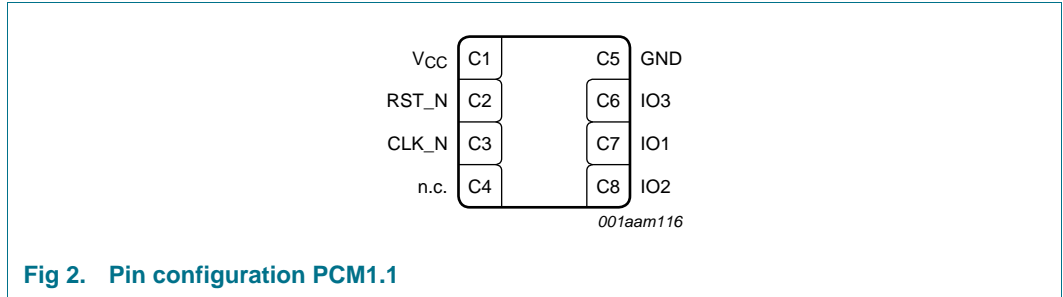 VCC C1 C5 GND
RST_N C2 C6 IO3
CLK_N C3 C7 IO1
n.c. C4 C8 IO2
001aam116
Fig 2. Pin configuration PCM1.1